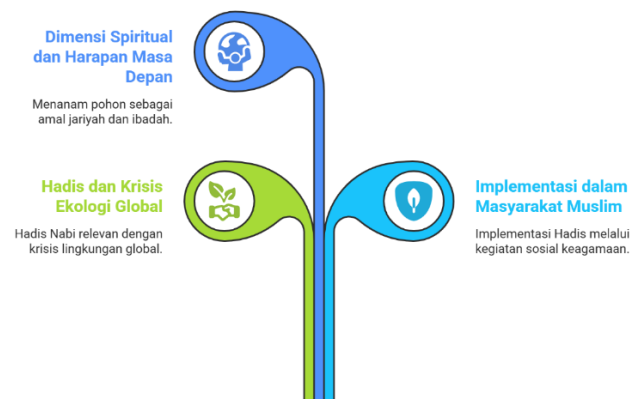 Dimensi Spiritual
dan Harapan Masa
Depan
Menanam pohon sebagai
amal jariyah dan ibadah.
Hadis dan Krisis
Ekologi Global
Hadis Nabi relevan dengan
krisis lingkungan global.
Implementasi dalam
Masyarakat Muslim
Implementasi Hadis melalui
kegiatan sosial keagamaan.